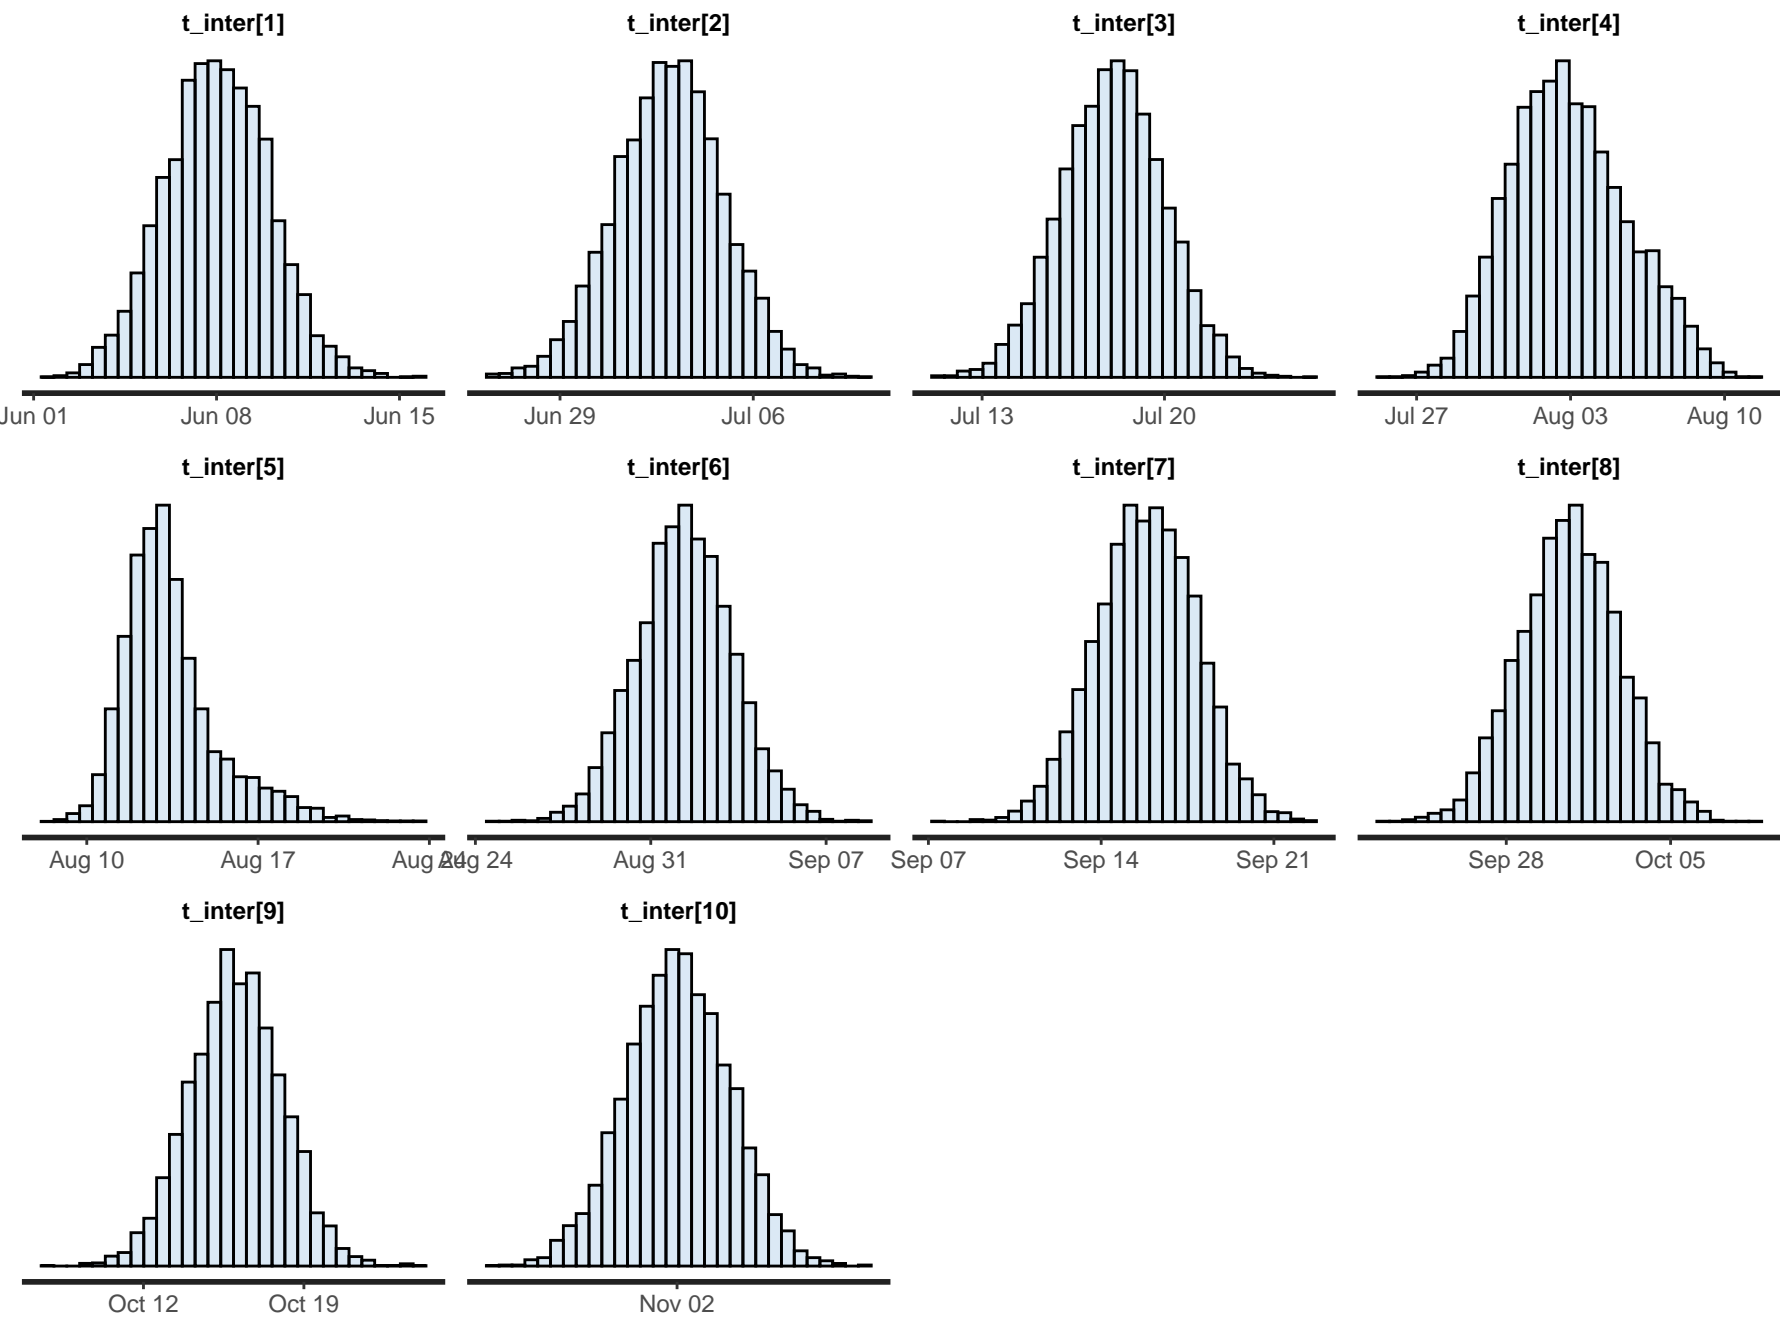 t_inter[1] t_inter[2] t_inter[3] t_inter[4]
Jun 01 Jun 08 Jun 15 Jun 29 Jul 06 Jul 13 Jul 20 Jul 27 Aug 03 Aug 10
t_inter[5] t_inter[6] t_inter[7] t_inter[8]
Aug 10 Aug 17 Aug 24 Aug 24 Aug 31 Sep 07 Sep 07 Sep 14 Sep 21 Sep 28 Oct 05
t_inter[9] t_inter[10]
Oct 12 Oct 19 Nov 02